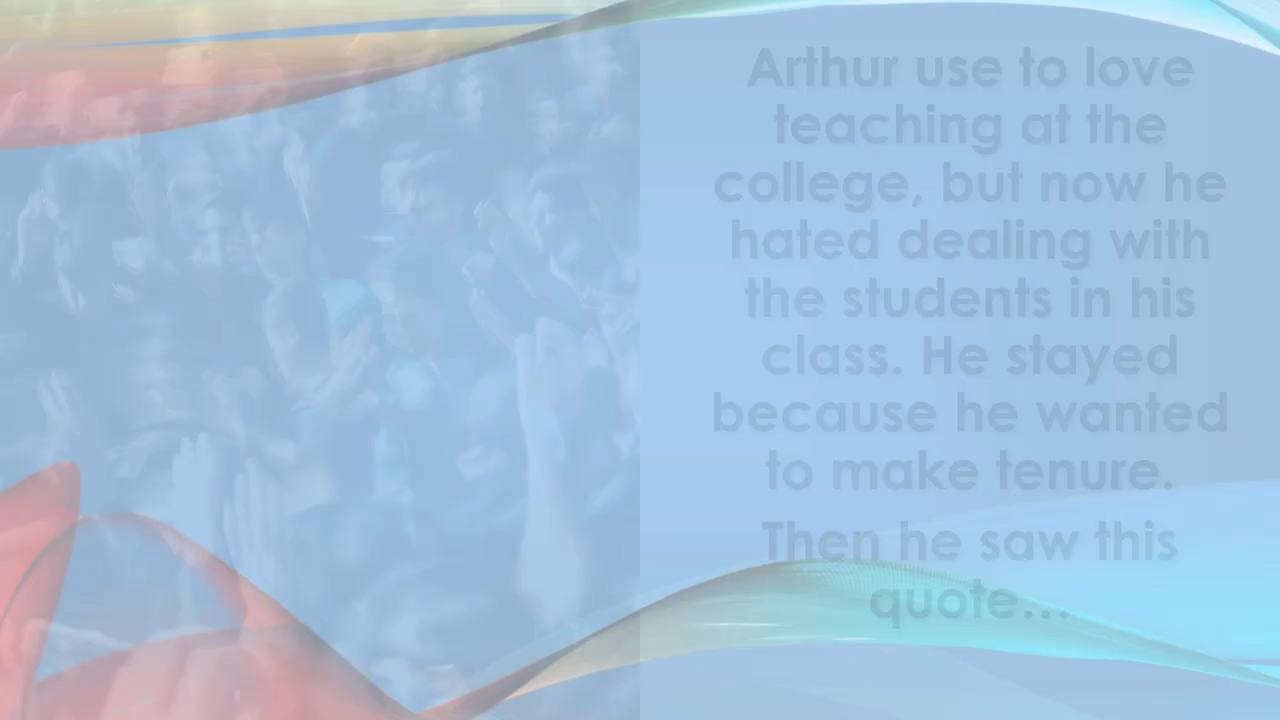 Arthur use to love
teaching at the
college, but now he
hated dealing with
the students in his
class. He stayed
because he wanted
to make tenure.
Then he saw this
quote…